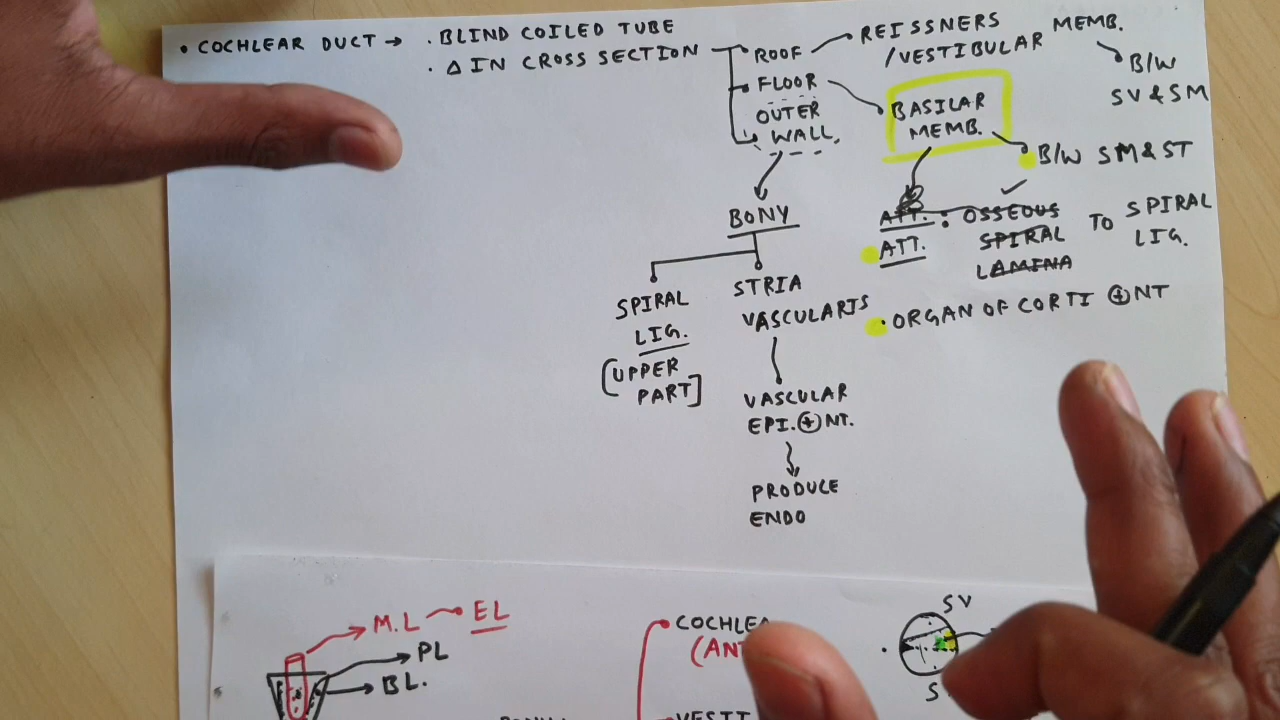 • COCHLEAR DUCT → . BLIND COILED TUBE
. Δ IN CROSS SECTION
ROOF
REISSNERS
/VESTIBULAR MEMB.
B/W
SV & SM
FLOOR
BASILAR
MEMB.
B/W SM & ST
OUTER
WALL.
BONY
ATT. : OSSEOUS
SPIRAL
LAMINA
ATT.
TO SPIRAL
LIG.
• ORGAN OF CORTI ⊕NT
SPIRAL
LIG.
[UPPER
PART]
STRIA
VASCULARIS
VASCULAR
EPI. ⊕ NT.
PRODUCE
ENDO
M.L
EL
PL
BL.
COCHLEA
(AN
VESTI
SV
S